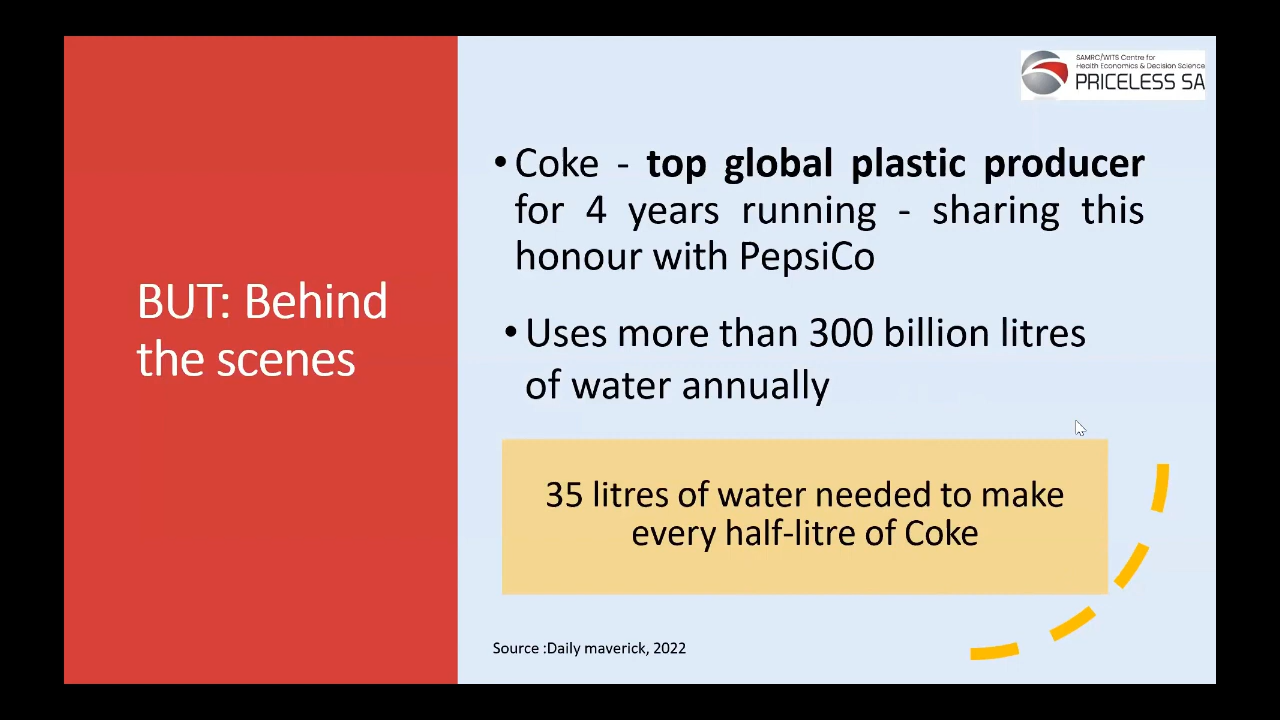 SAMRC/WITS Centre for
Health Economics & Decision Science
PRICELESS SA
BUT: Behind
the scenes
• Coke - top global plastic producer
for 4 years running - sharing this
honour with PepsiCo
• Uses more than 300 billion litres
of water annually
35 litres of water needed to make
every half-litre of Coke
Source :Daily maverick, 2022